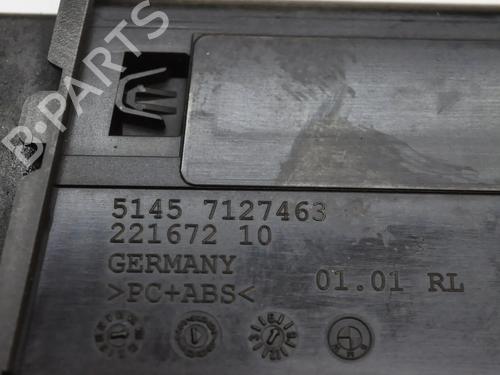 B-PARTS
5145 7127463
221672 10
GERMANY
01.01 RL
>PC+ABS<